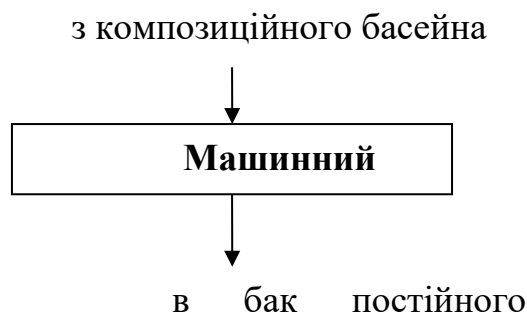 з композиційного басейна
Машинний
в бак постійного